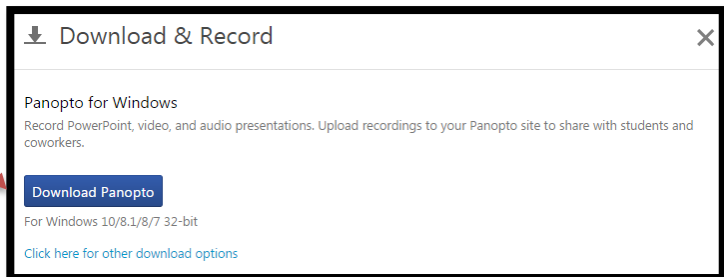 Download & Record
Panopto for Windows
Record PowerPoint, video, and audio presentations. Upload recordings to your Panopto site to share with students and
coworkers.
Download Panopto
For Windows 10/8.1/8/7 32-bit
Click here for other download options